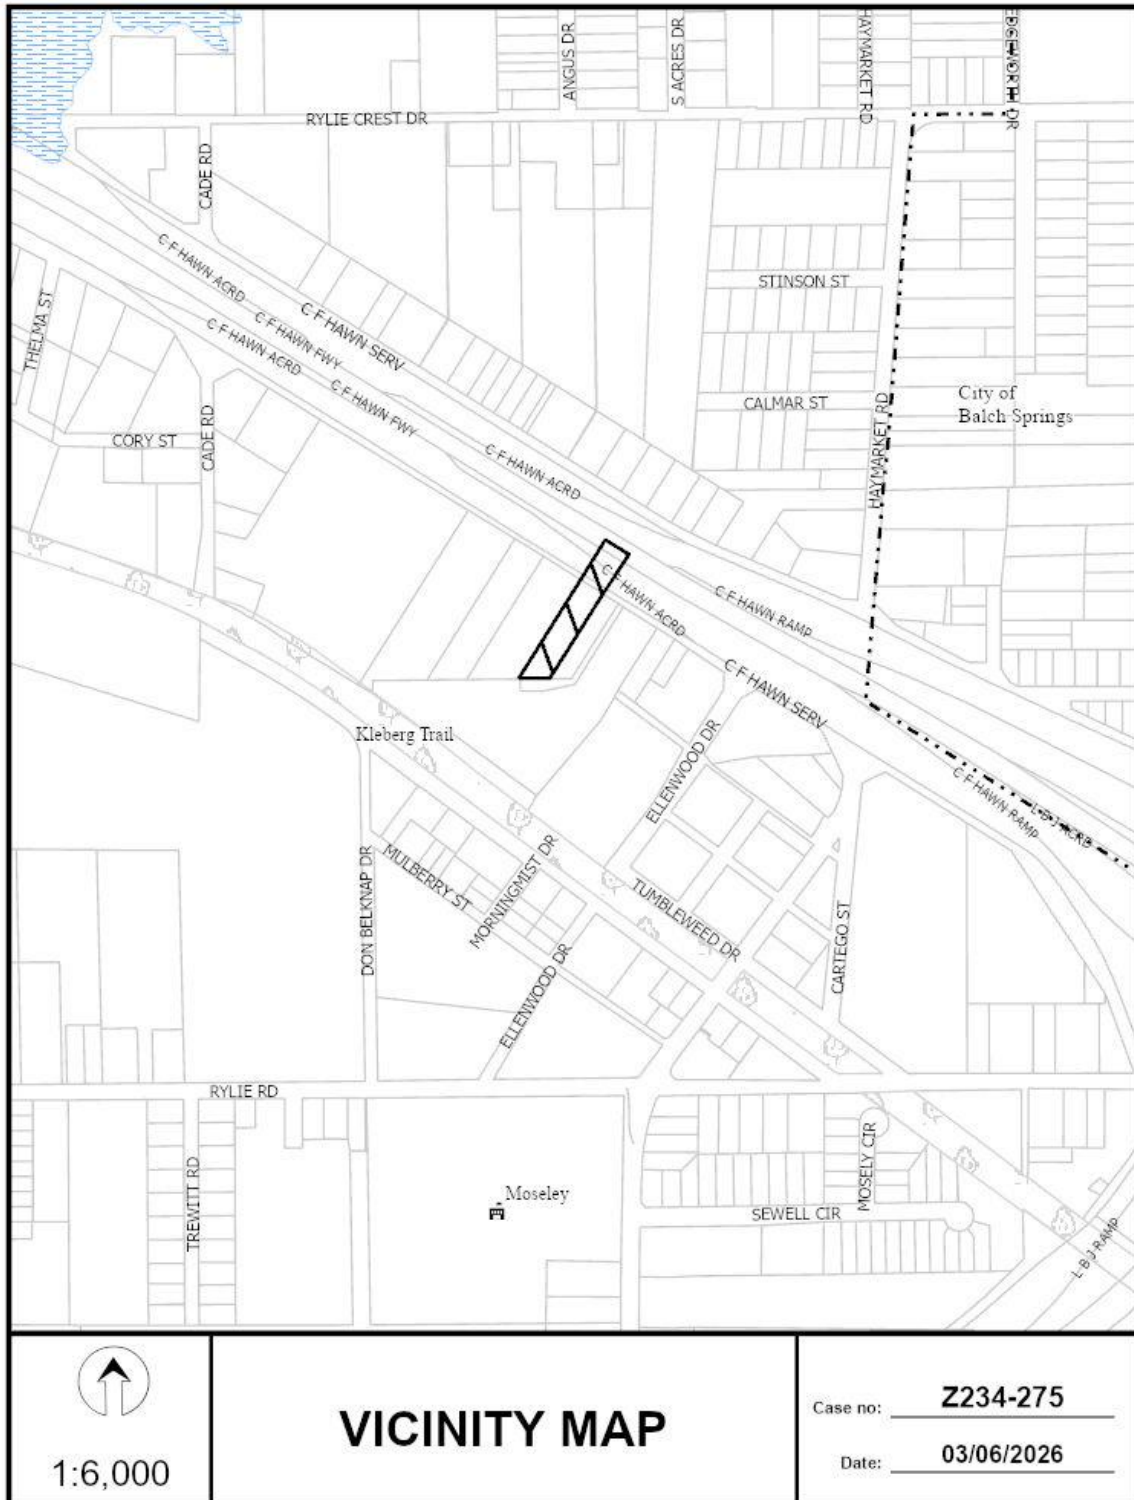 ANGUS DR
S ACRES DR
HAYMARKET RD
EDGEWORTH DR
RYLIE CREST DR
CADE RD
C F HAWN ACRD
C F HAWN FWY
C F HAWN SERV
STINSON ST
THELMA ST
C F HAWN ACRD
C F HAWN FWY
CALMAR ST
City of
Balch Springs
HAYMARKET RD
CORY ST
CADE RD
C F HAWN ACRD
C F HAWN ACRD
C F HAWN RAMP
C F HAWN SERV
Kleberg Trail
ELLENWOOD DR
C F HAWN RAMP
L B J ACRD
DON BELKNAP DR
MULBERRY ST
MORNINGMIST DR
TUMBLEWEED DR
CARTEGO ST
ELLENWOOD DR
RYLIE RD
TREWITT RD
Moseley
MOSELY CIR
SEWELL CIR
L B J RAMP
1:6,000
VICINITY MAP
Case no: Z234-275
Date: 03/06/2026